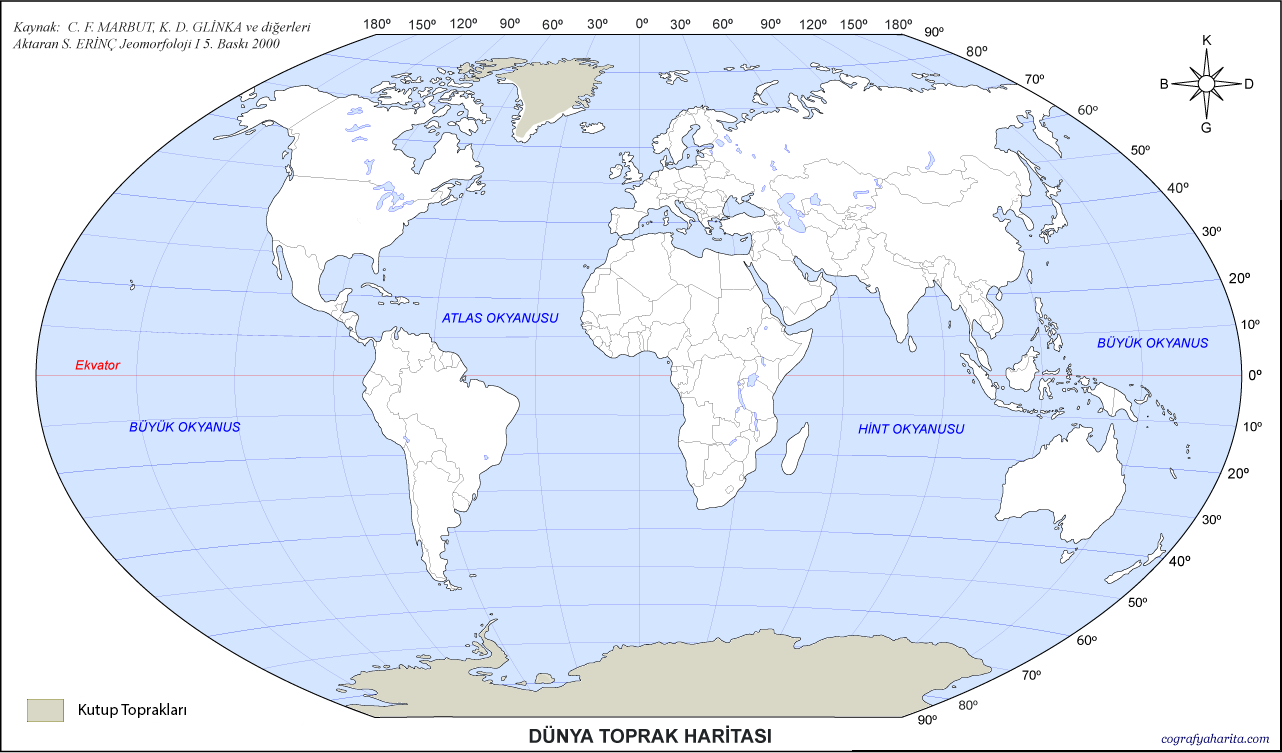 Kaynak: C. F. MARBUT, K. D. GLİNKA ve diğerleri
Aktaran S. ERİNÇ Jeomorfoloji I 5. Baskı 2000
180º 150º 120º 90º 60º 30º 0º 30º 60º 90º 120º 150º 180º
90º
80º
70º
60º
50º
40º
30º
20º
10º
0º
10º
20º
30º
40º
50º
60º
70º
80º
90º
K
B D
G
ATLAS OKYANUSU
BÜYÜK OKYANUS
Ekvator
BÜYÜK OKYANUS
HİNT OKYANUSU
Kutup Toprakları
DÜNYA TOPRAK HARİTASI
cografyaharita.com